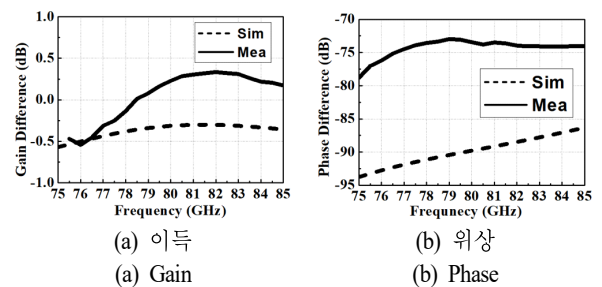 1.0
0.5
0.0
-0.5
-1.0
Gain Difference (dB)
Sim
Mea
75 76 77 78 79 80 81 82 83 84 85
Frequency (GHz)
(a) 이득
(a) Gain
-70
-75
-80
-85
-90
-95
Phase Difference (dB)
Sim
Mea
75 76 77 78 79 80 81 82 83 84 85
Frequnecy (GHz)
(b) 위상
(b) Phase